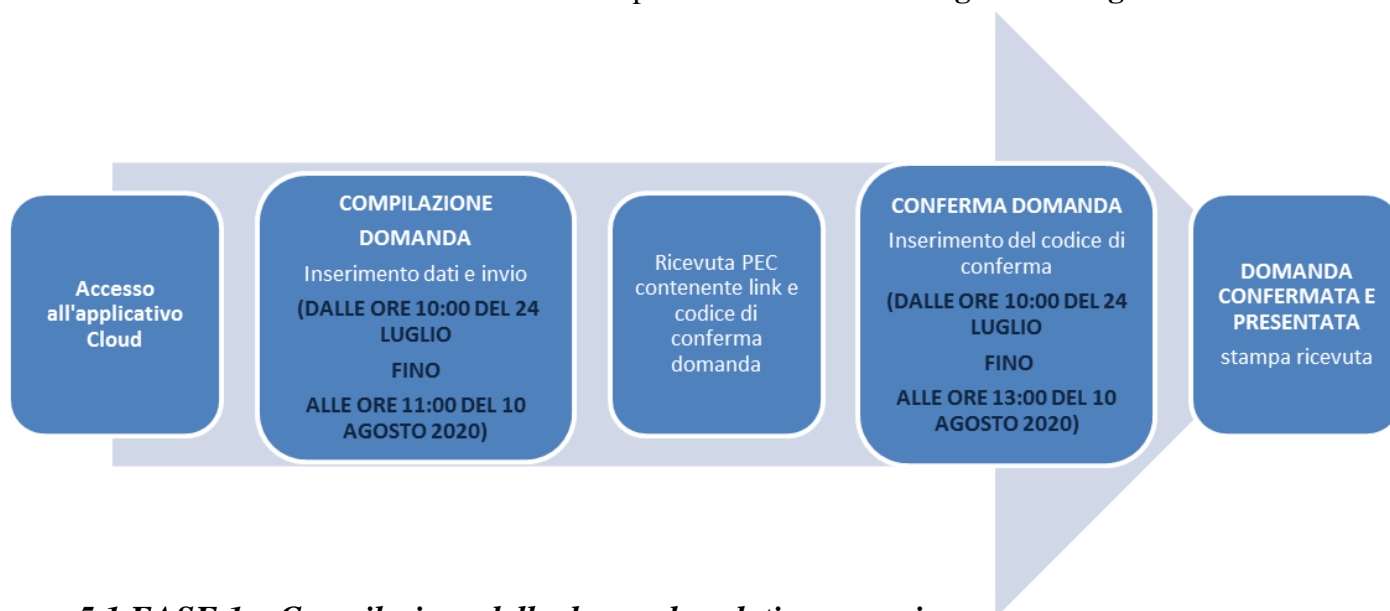 Accesso
all'applicativo
Cloud
COMPILAZIONE
DOMANDA
Inserimento dati e invio
(DALLE ORE 10:00 DEL 24
LUGLIO
FINO
ALLE ORE 11:00 DEL 10
AGOSTO 2020)
Ricevuta PEC
contenente link e
codice di
conferma
domanda
CONFERMA DOMANDA
Inserimento del codice di
conferma
(DALLE ORE 10:00 DEL 24
LUGLIO
FINO
ALLE ORE 13:00 DEL 10
AGOSTO 2020)
DOMANDA
CONFERMATA E
PRESENTATA
stampa ricevuta